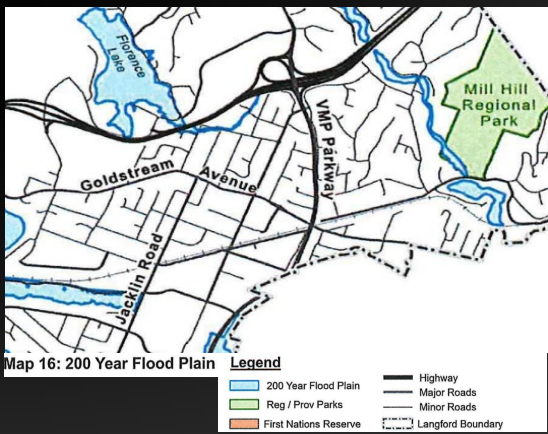 Florence
Lake
Mill Hill
Regional
Park
VMP Parkway
Goldstream
Avenue
Jacklin Road
Map 16: 200 Year Flood Plain
Legend
200 Year Flood Plain
Reg / Prov Parks
First Nations Reserve
Highway
Major Roads
Minor Roads
Langford Boundary